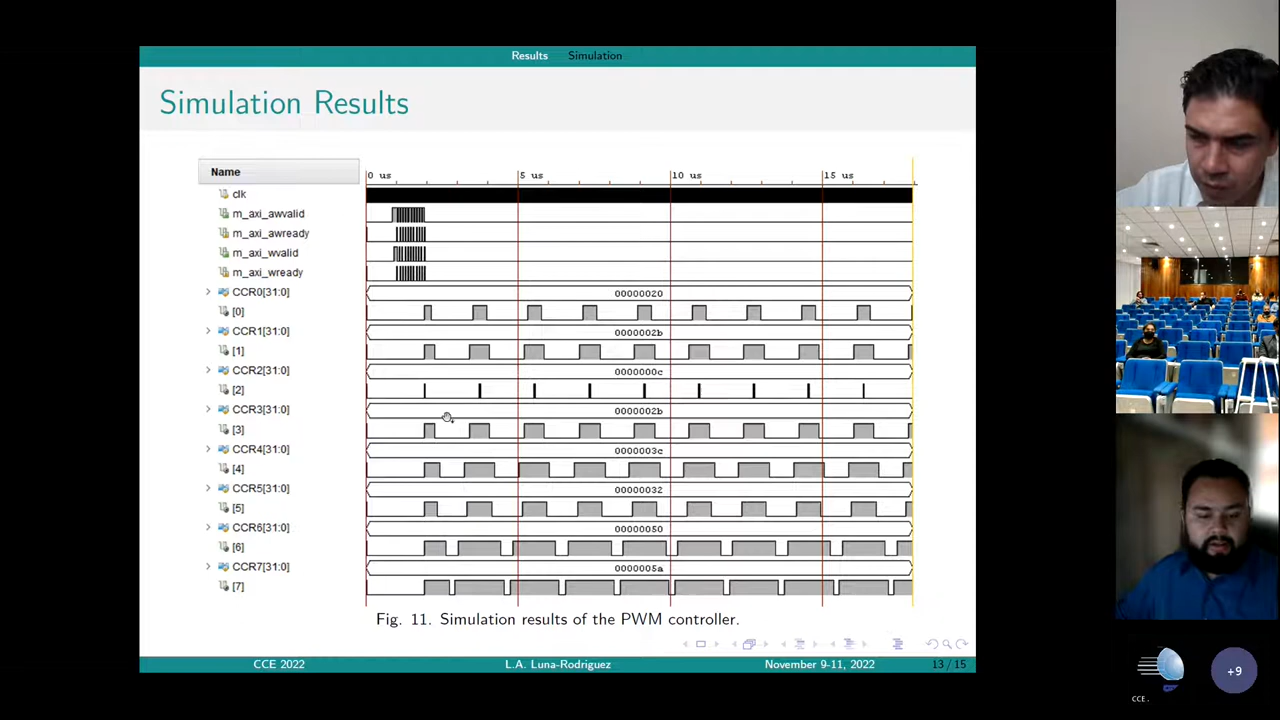 Results Simulation
Simulation Results
Name
0 us 5 us 10 us 15 us
clk
m_axi_awvalid
m_axi_awready
m_axi_wvalid
m_axi_wready
CCR0[31:0] 00000020
[0]
CCR1[31:0] 0000002b
[1]
CCR2[31:0] 0000000c
[2]
CCR3[31:0] 0000002b
[3]
CCR4[31:0] 0000003c
[4]
CCR5[31:0] 00000032
[5]
CCR6[31:0] 00000050
[6]
CCR7[31:0] 0000005a
[7]
Fig. 11. Simulation results of the PWM controller.
CCE 2022 L.A. Luna-Rodriguez November 9-11, 2022 13/15
+9
CCE.